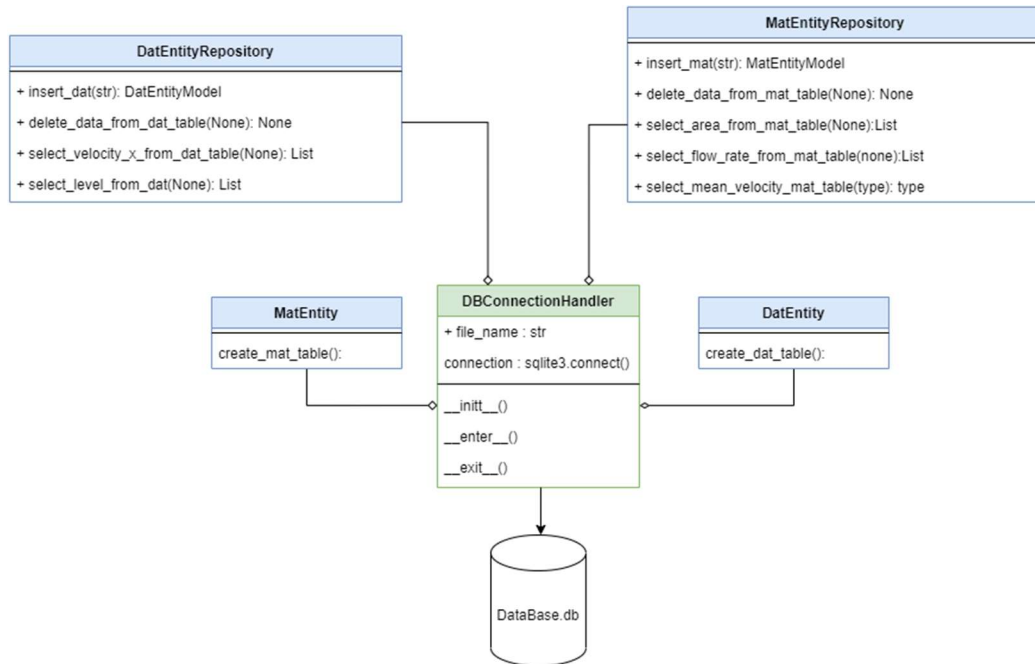 DatEntityRepository
+ insert_dat(str): DatEntityModel
+ delete_data_from_dat_table(None): None
+ select_velocity_x_from_dat_table(None): List
+ select_level_from_dat(None): List
MatEntityRepository
+ insert_mat(str): MatEntityModel
+ delete_data_from_mat_table(None): None
+ select_area_from_mat_table(None):List
+ select_flow_rate_from_mat_table(none):List
+ select_mean_velocity_mat_table(type): type
MatEntity
create_mat_table():
DBConnectionHandler
+ file_name : str
connection : sqlite3.connect()
__initt__()
__enter__()
__exit__()
DatEntity
create_dat_table():
DataBase.db